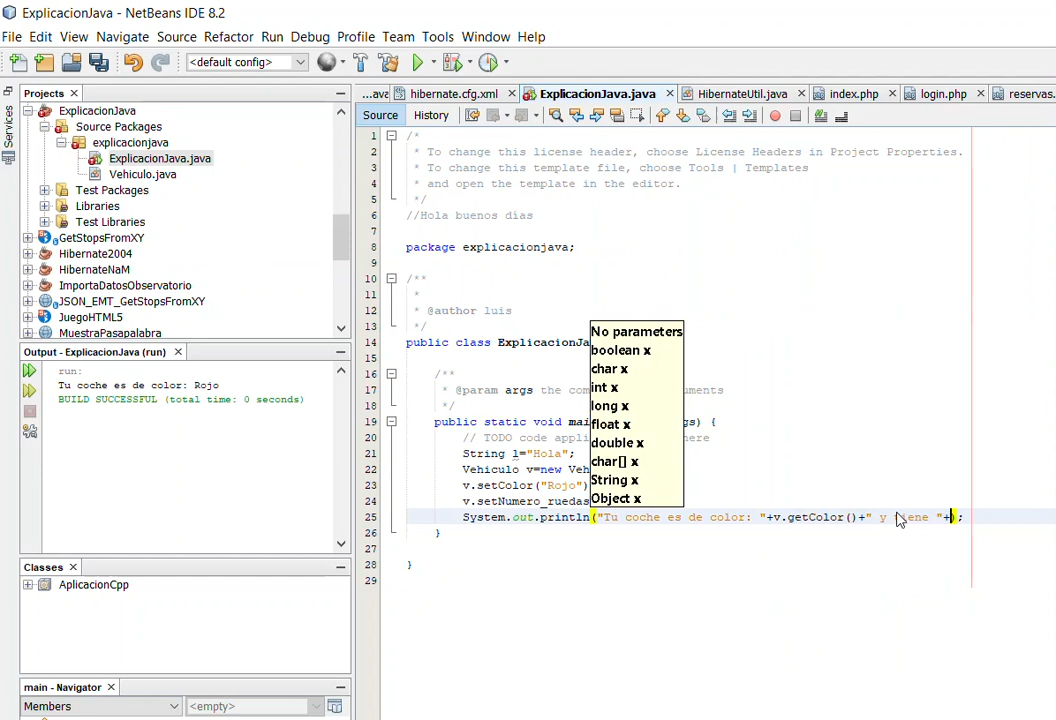 ExplicacionJava - NetBeans IDE 8.2
File Edit View Navigate Source Refactor Run Debug Profile Team Tools Window Help
<default config>
Services
Projects
ExplicacionJava
Source Packages
explicacionjava
ExplicacionJava.java
Vehiculo.java
Test Packages
Libraries
Test Libraries
GetStopsFromXY
Hibernate2004
HibernateNaM
ImportaDatosObservatorio
JSON_EMT_GetStopsFromXY
JuegoHTML5
MuestraPasapalabra
Output - ExplicacionJava (run)
run:
Tu coche es de color: Rojo
BUILD SUCCESSFUL (total time: 0 seconds)
Classes
AplicacionCpp
main - Navigator
Members <empty>
...ava hibernate.cfg.xml ExplicacionJava.java HibernateUtil.java index.php login.php reservas.
Source History
1 /*
2 * To change this license header, choose License Headers in Project Properties.
3 * To change this template file, choose Tools | Templates
4 * and open the template in the editor.
5 */
6 //Hola buenos días
7
8 package explicacionjava;
9
10 /**
11 *
12 * @author luis
13 */
14 public class ExplicacionJa
15
16 /**
17 * @param args the com uments
18 */
19 public static void mai gs) {
20 // TODO code appli here
21 String l="Hola";
22 Vehiculo v=new Veh
23 v.setColor("Rojo")
24 v.setNumero_ruedas
25 System.out.println("Tu coche es de color: "+v.getColor()+" y tiene "+);
26 }
27
28 }
29
No parameters
boolean x
char x
int x
long x
float x
double x
char[] x
String x
Object x